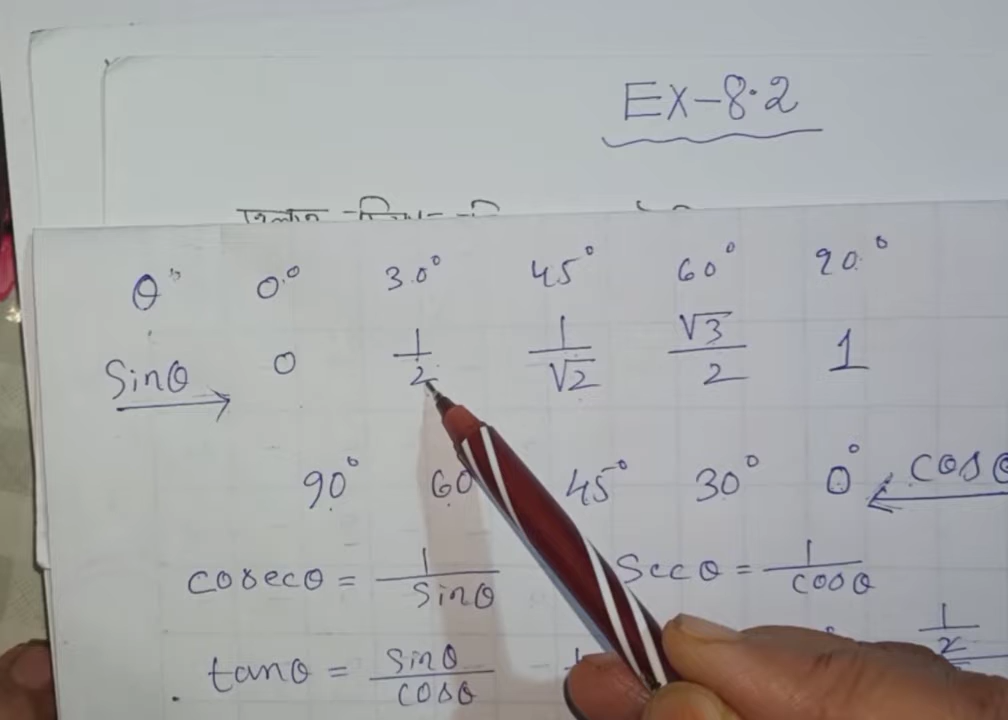 EX-8.2
θ° 0° 30° 45° 60° 90°
Sinθ 0 1/2 1/√2 √3/2 1
90° 60 45° 30° 0° cosθ
cosecθ = 1/Sinθ Secθ = 1/cosθ
tanθ = Sinθ/cosθ